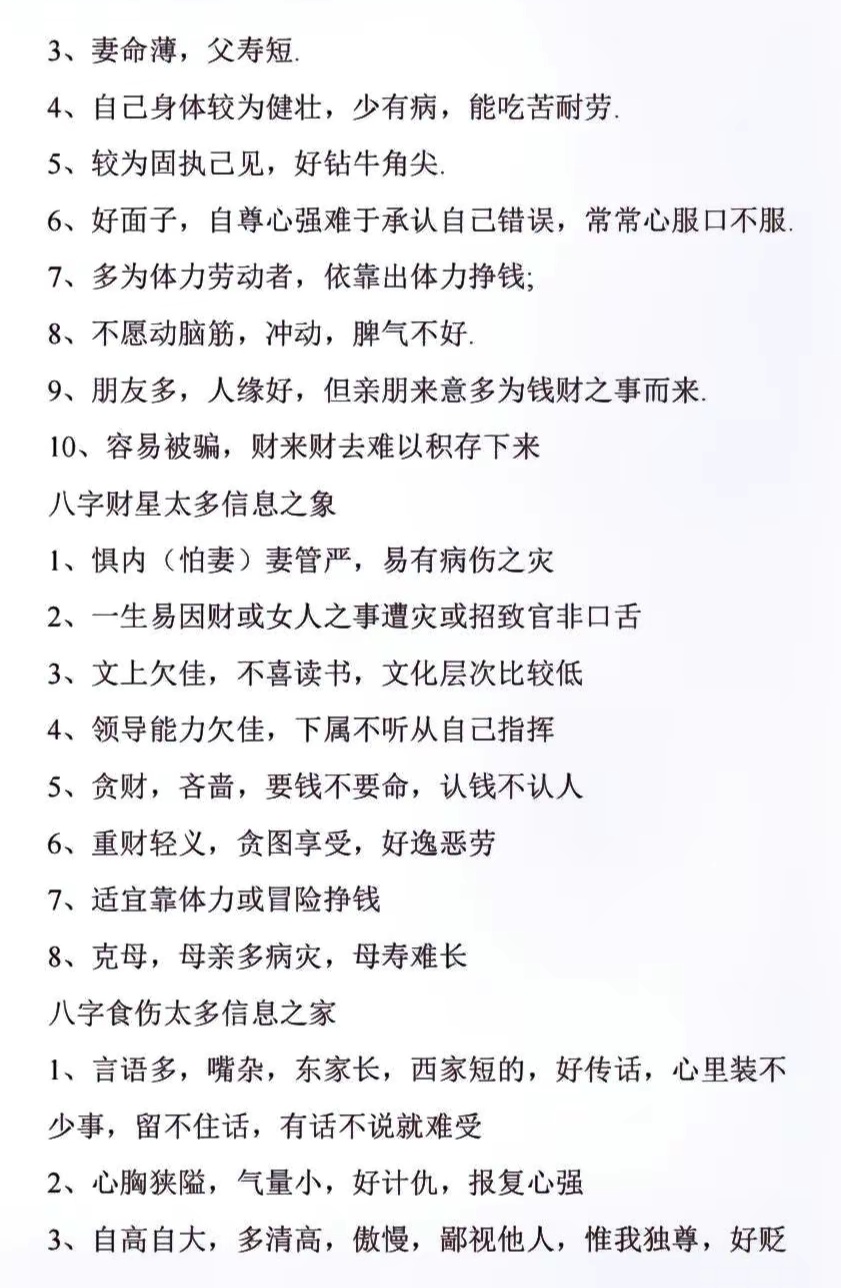 3、妻命薄，父寿短.
4、自己身体较为健壮，少有病，能吃苦耐劳.
5、较为固执己见，好钻牛角尖.
6、好面子，自尊心强难于承认自己错误，常常心服口不服.
7、多为体力劳动者，依靠出体力挣钱;
8、不愿动脑筋，冲动，脾气不好.
9、朋友多，人缘好，但亲朋来意多为钱财之事而来.
10、容易被骗，财来财去难以积存下来
八字财星太多信息之象
1、惧内（怕妻）妻管严，易有病伤之灾
2、一生易因财或女人之事遭灾或招致官非口舌
3、文上欠佳，不喜读书，文化层次比较低
4、领导能力欠佳，下属不听从自己指挥
5、贪财，吝啬，要钱不要命，认钱不认人
6、重财轻义，贪图享受，好逸恶劳
7、适宜靠体力或冒险挣钱
8、克母，母亲多病灾，母寿难长
八字食伤太多信息之家
1、言语多，嘴杂，东家长，西家短的，好传话，心里装不
少事，留不住话，有话不说就难受
2、心胸狭隘，气量小，好计仇，报复心强
3、自高自大，多清高，傲慢，鄙视他人，惟我独尊，好贬